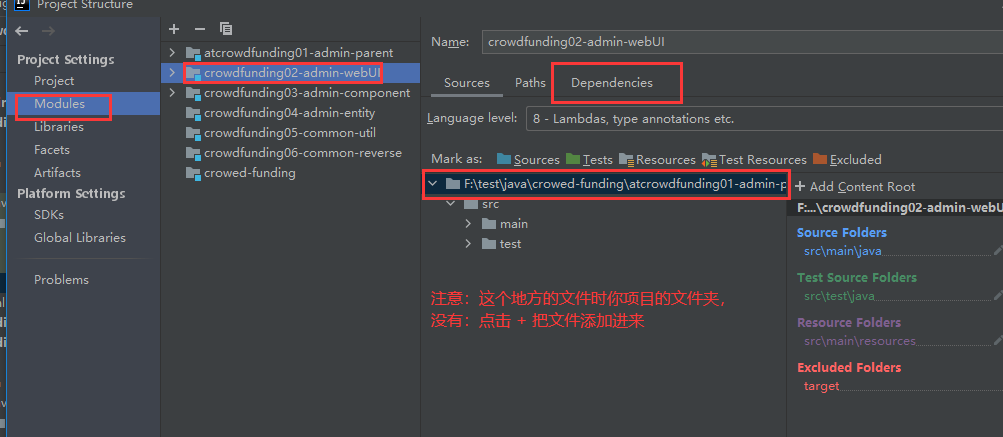 Project Structure
Project Settings
Project
Modules
Libraries
Facets
Artifacts
Platform Settings
SDKs
Global Libraries
Problems
atcrowdfunding01-admin-parent
crowdfunding02-admin-webUI
crowdfunding03-admin-component
crowdfunding04-admin-entity
crowdfunding05-common-util
crowdfunding06-common-reverse
crowed-funding
Name: crowdfunding02-admin-webUI
Sources Paths Dependencies
Language level: 8 - Lambdas, type annotations etc.
Mark as: Sources Tests Resources Test Resources Excluded
F:\test\java\crowed-funding\atcrowdfunding01-admin-p
src
main
test
注意：这个地方的文件时你项目的文件夹，
没有：点击 + 把文件添加进来
+ Add Content Root
F:...\crowdfunding02-admin-webU
Source Folders
src\main\java
Test Source Folders
src\test\java
Resource Folders
src\main\resources
Excluded Folders
target